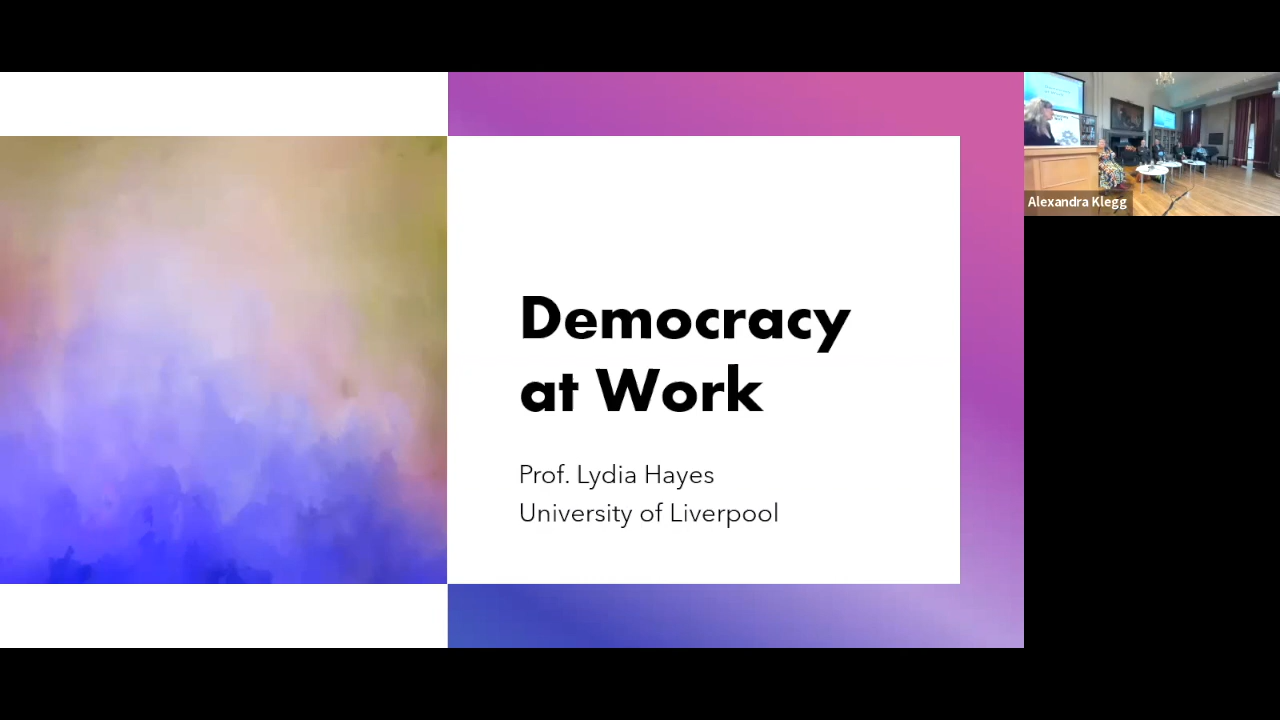 Democracy
at Work
Prof. Lydia Hayes
University of Liverpool
Alexandra Klegg